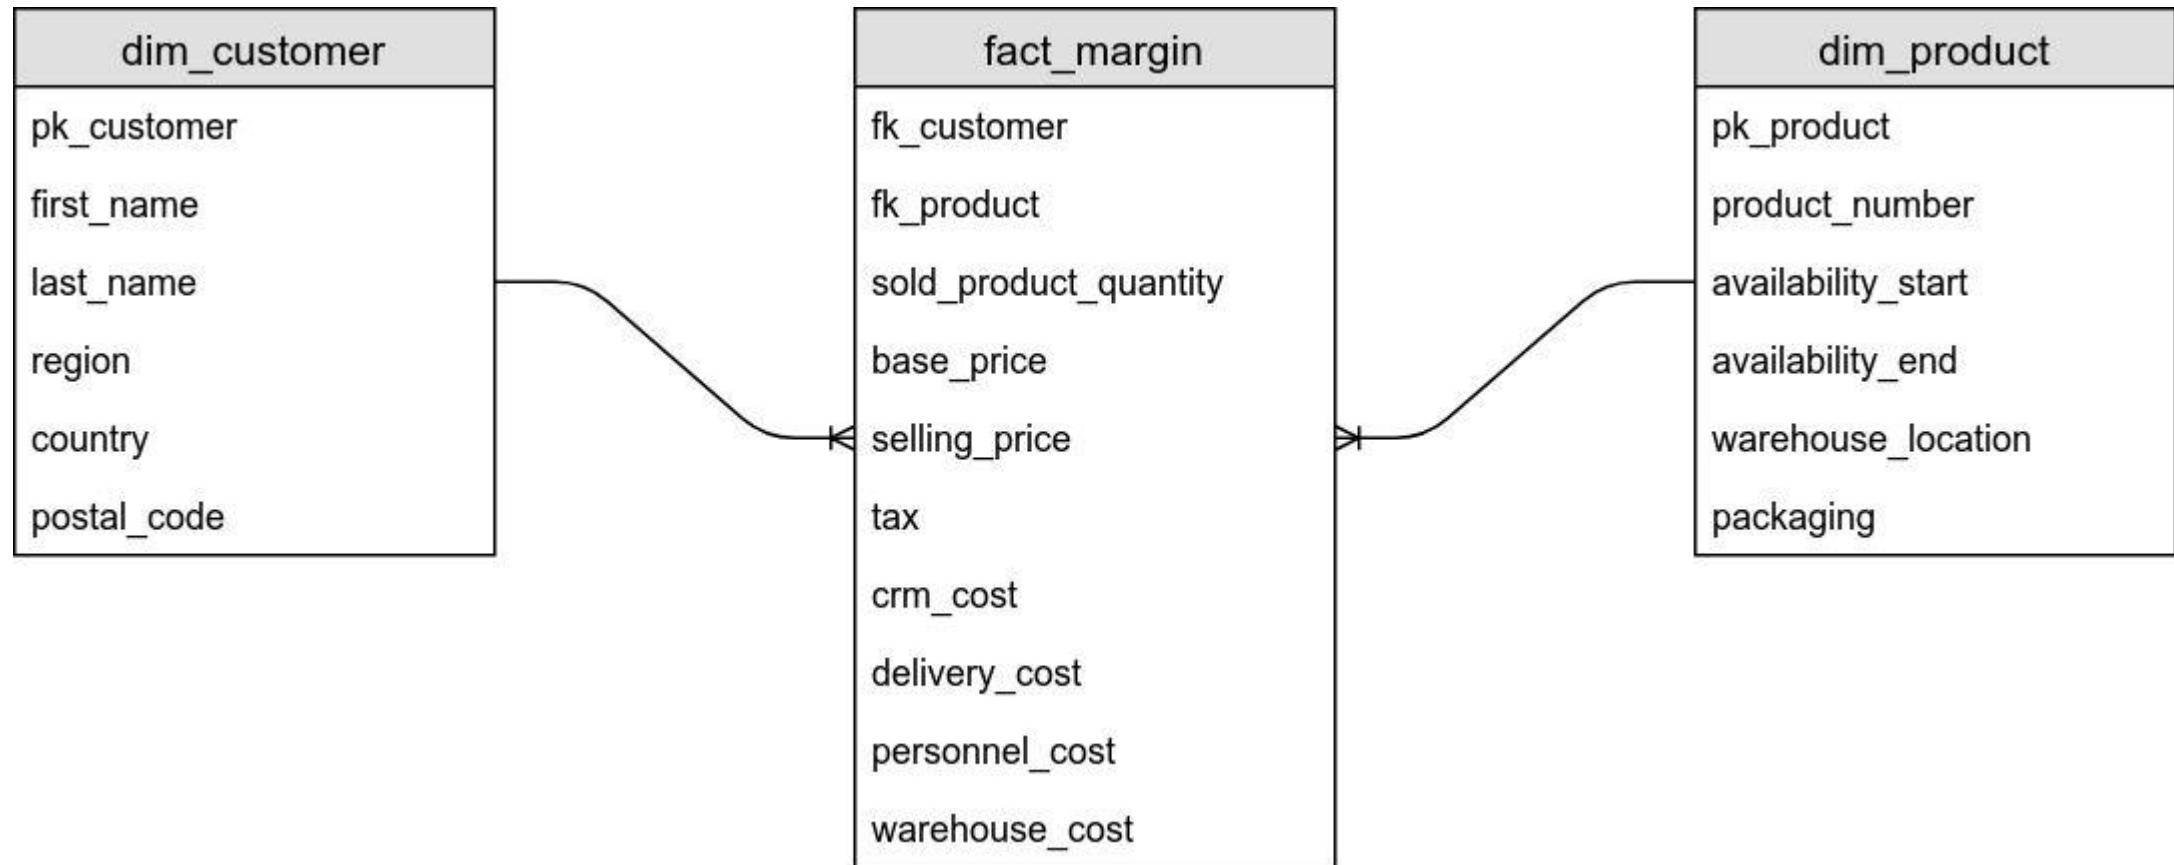 dim_customer
pk_customer
first_name
last_name
region
country
postal_code
fact_margin
fk_customer
fk_product
sold_product_quantity
base_price
selling_price
tax
crm_cost
delivery_cost
personnel_cost
warehouse_cost
dim_product
pk_product
product_number
availability_start
availability_end
warehouse_location
packaging